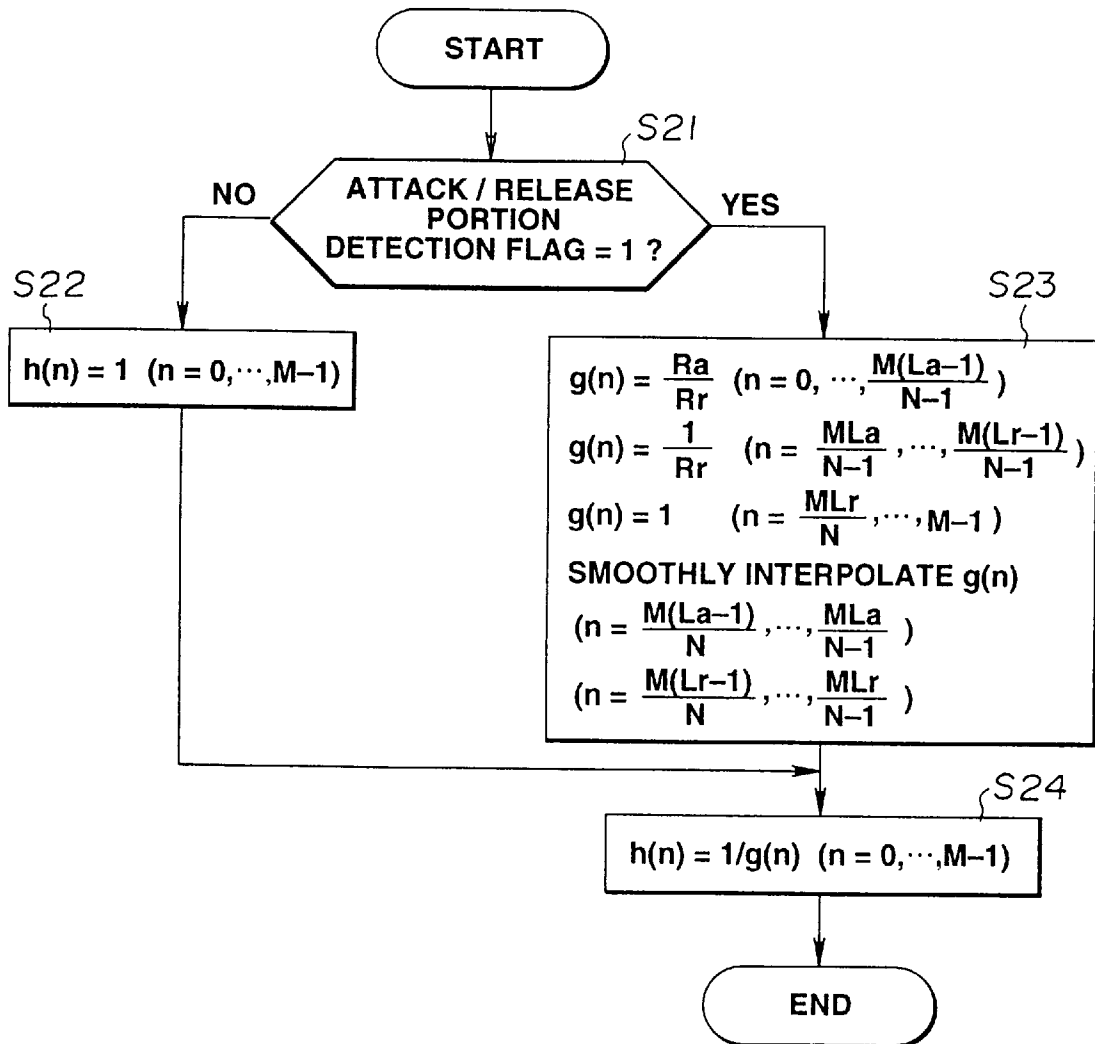 START
S21
ATTACK / RELEASE
PORTION
DETECTION FLAG = 1 ?
NO
YES
S22
h(n) = 1 (n = 0,⋯,M–1)
S23
g(n) = Ra/Rr (n = 0, ⋯, M(La–1)/N–1 )
g(n) = 1/Rr (n = MLa/N–1 ,⋯, M(Lr–1)/N–1 )
g(n) = 1 (n = MLr/N ,⋯, M–1 )
SMOOTHLY INTERPOLATE g(n)
(n = M(La–1)/N ,⋯, MLa/N–1 )
(n = M(Lr–1)/N ,⋯, MLr/N–1 )
S24
h(n) = 1/g(n) (n = 0,⋯,M–1)
END